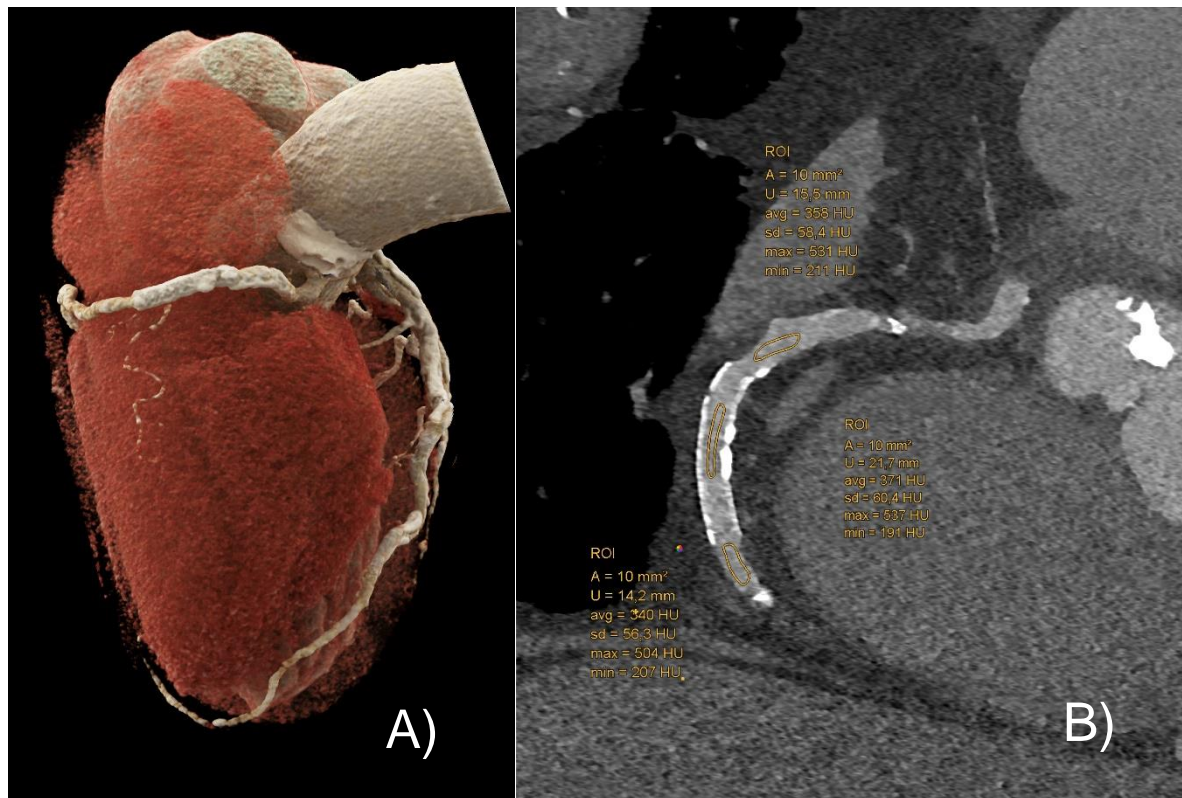 ROI
A = 10 mm²
U = 15,5 mm
avg = 358 HU
sd = 58,4 HU
max = 531 HU
min = 211 HU
ROI
A = 10 mm²
U = 21,7 mm
avg = 371 HU
sd = 60,4 HU
max = 537 HU
min = 191 HU
ROI
A = 10 mm²
U = 14,2 mm
avg = 340 HU
sd = 56,3 HU
max = 504 HU
min = 207 HU
A)
B)